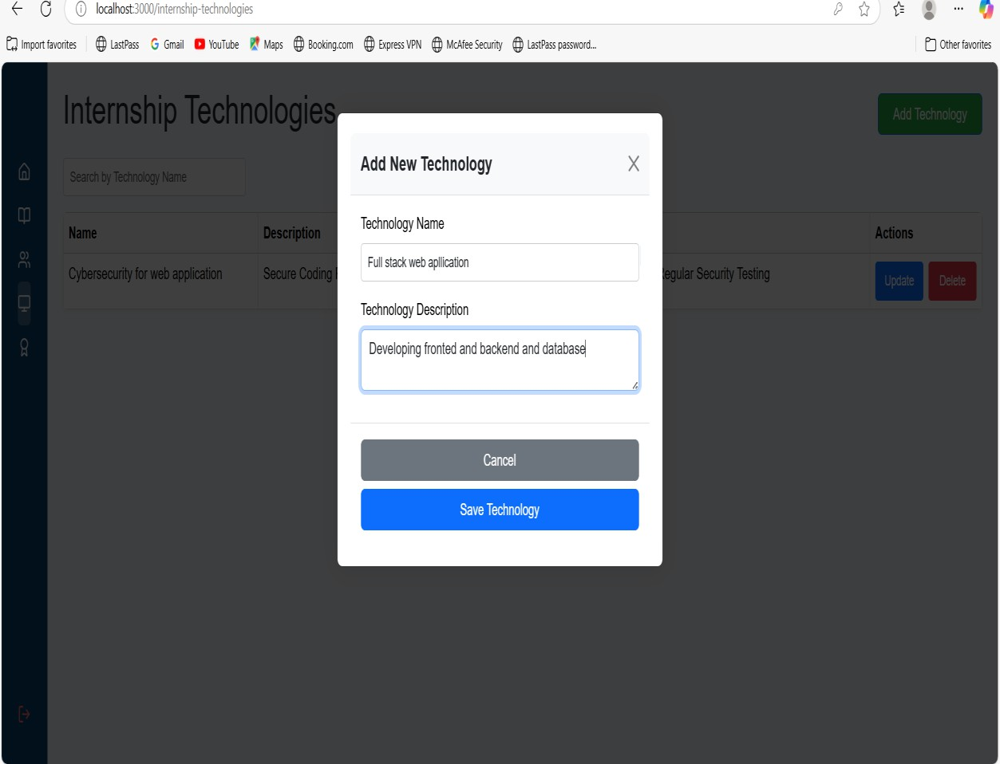 localhost:3000/internship-technologies
Import favorites LastPass Gmail YouTube Maps Booking.com Express VPN McAfee Security LastPass password... Other favorites
Internship Technologies
Add Technology
Search by Technology Name
Name Description Actions
Cybersecurity for web application Secure Coding Regular Security Testing Update Delete
Add New Technology X
Technology Name
Full stack web apllication
Technology Description
Developing fronted and backend and database
Cancel
Save Technology